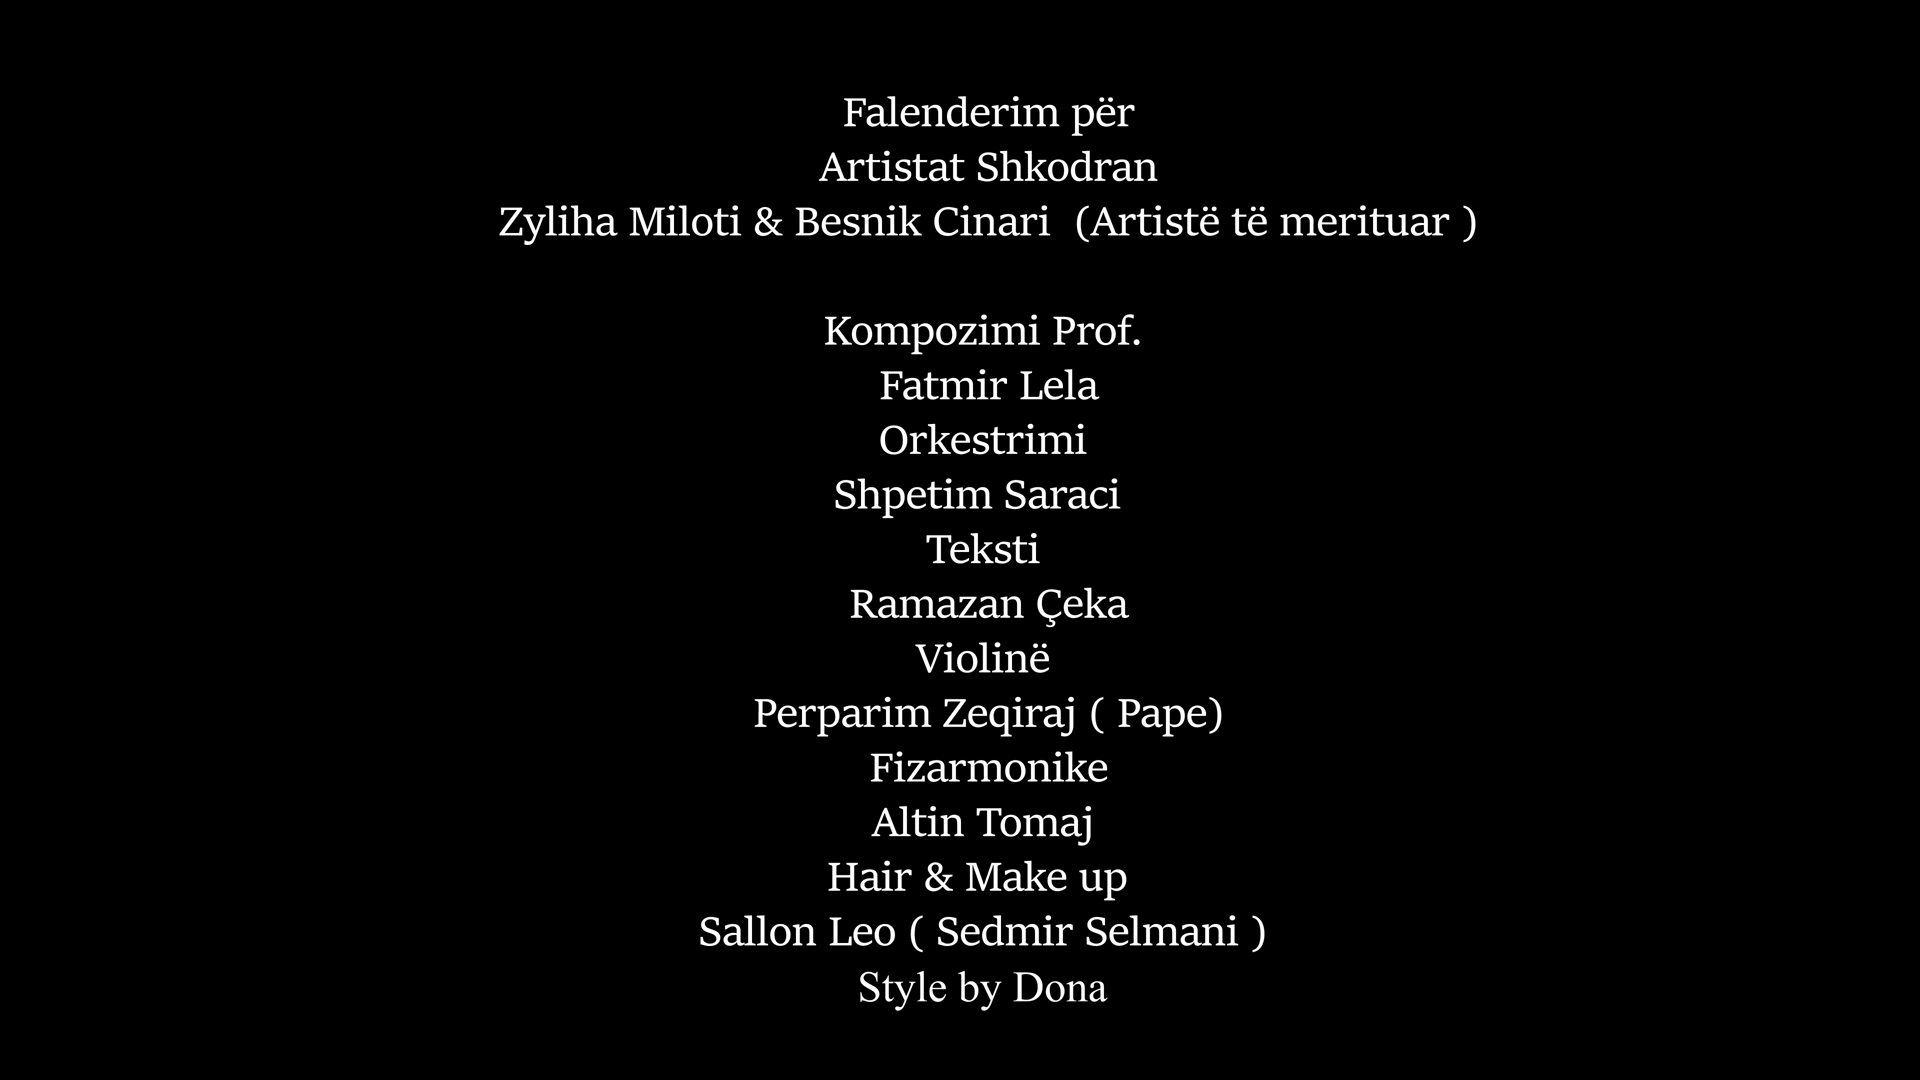 Falenderim për
Artistat Shkodran
Zyliha Miloti & Besnik Cinari  (Artistë të merituar )
Kompozimi Prof.
Fatmir Lela
Orkestrimi
Shpetim Saraci
Teksti
Ramazan Çeka
Violinë
Perparim Zeqiraj ( Pape)
Fizarmonike
Altin Tomaj
Hair & Make up
Sallon Leo ( Sedmir Selmani )
Style by Dona